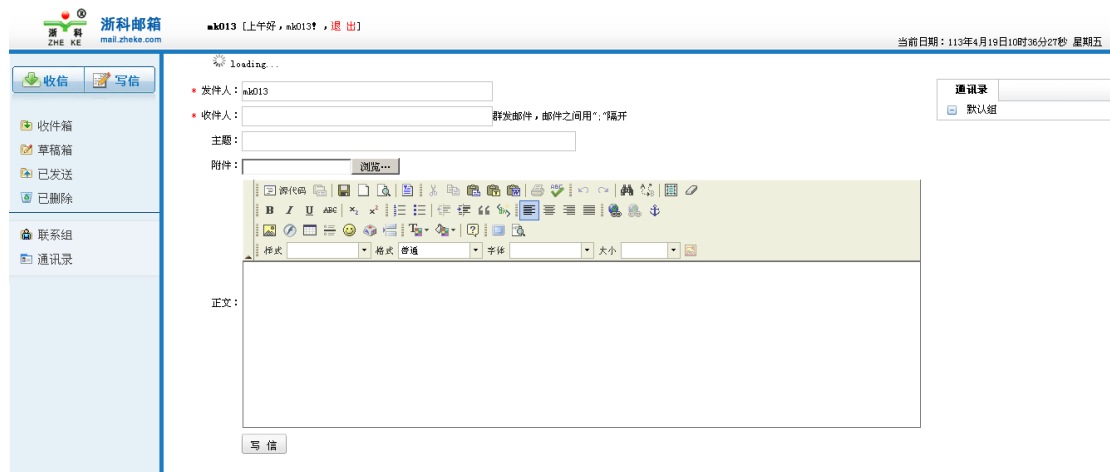 ®
浙 科
ZHE KE
浙科邮箱
mail.zheke.com
mk013 [上午好,mk013! ,退 出]
当前日期:113年4月19日10时36分27秒 星期五
收信
写信
收件箱
草稿箱
已发送
已删除
联系组
通讯录
loading...
* 发件人: mk013
* 收件人: 群发邮件,邮件之间用";"隔开
主题:
附件: 浏览…
源代码
B I U ABC x₂ x²
样式 格式 普通 字体 大小
正文:
写 信
通讯录
默认组